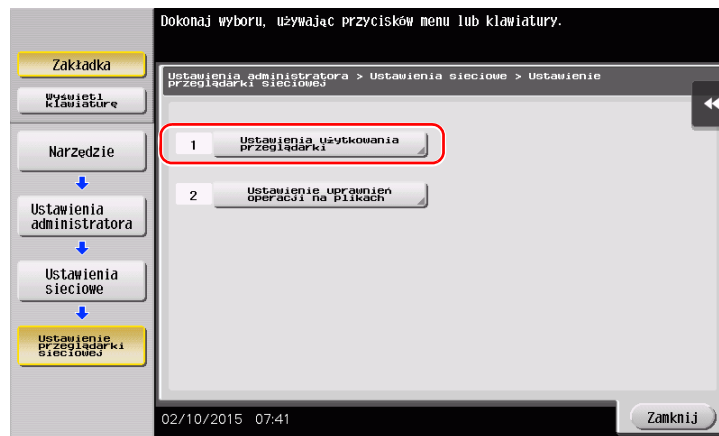 Dokonaj wyboru, używając przycisków menu lub klawiatury.
Zakładka
Wyświetl
klawiaturę
Narzędzie
Ustawienia
administratora
Ustawienia
sieciowe
Ustawienie
przeglądarki
sieciowej
Ustawienia administratora > Ustawienia sieciowe > Ustawienie
przeglądarki sieciowej
1 Ustawienia użytkowania
przeglądarki
2 Ustawienie uprawnień
operacji na plikach
02/10/2015 07:41
Zamknij